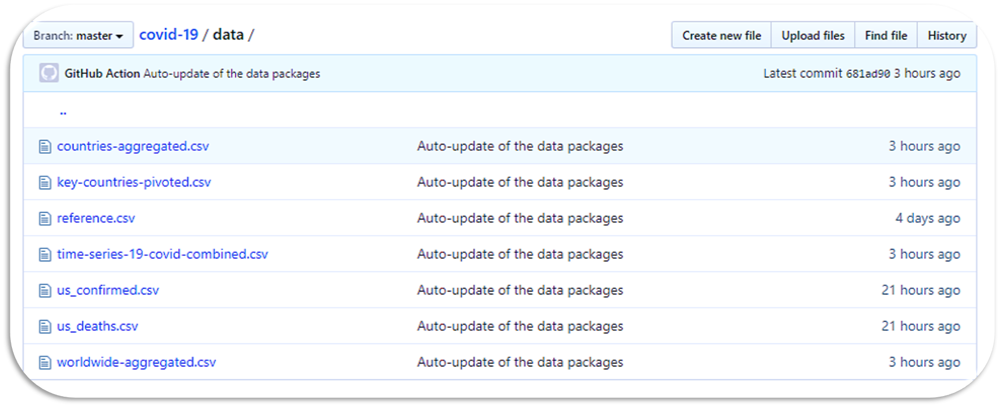 Branch: master covid-19 / data / Create new file Upload files Find file History
GitHub Action Auto-update of the data packages Latest commit 681ad90 3 hours ago
..
countries-aggregated.csv Auto-update of the data packages 3 hours ago
key-countries-pivoted.csv Auto-update of the data packages 3 hours ago
reference.csv Auto-update of the data packages 4 days ago
time-series-19-covid-combined.csv Auto-update of the data packages 3 hours ago
us_confirmed.csv Auto-update of the data packages 21 hours ago
us_deaths.csv Auto-update of the data packages 21 hours ago
worldwide-aggregated.csv Auto-update of the data packages 3 hours ago